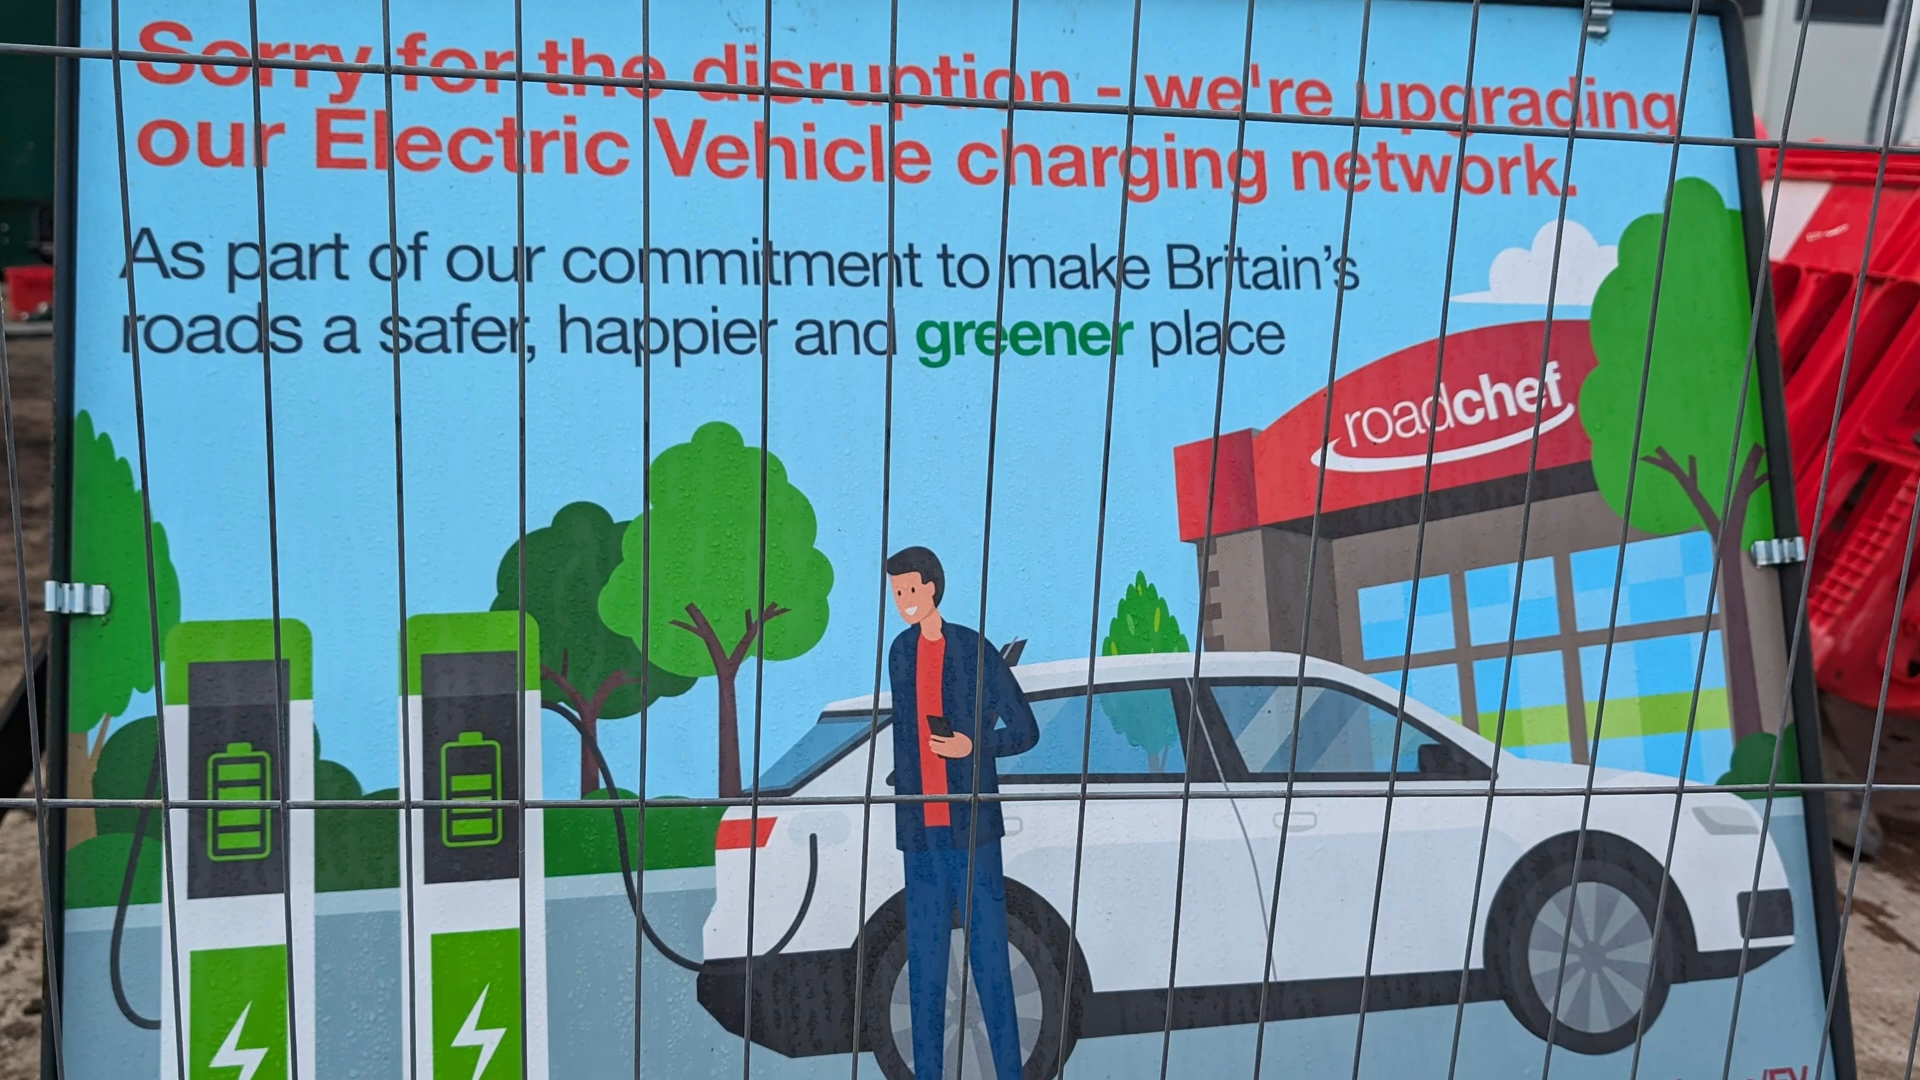 Sorry for the disruption - we're upgrading
our Electric Vehicle charging network.
As part of our commitment to make Britain's
roads a safer, happier and greener place
roadchef
/EV